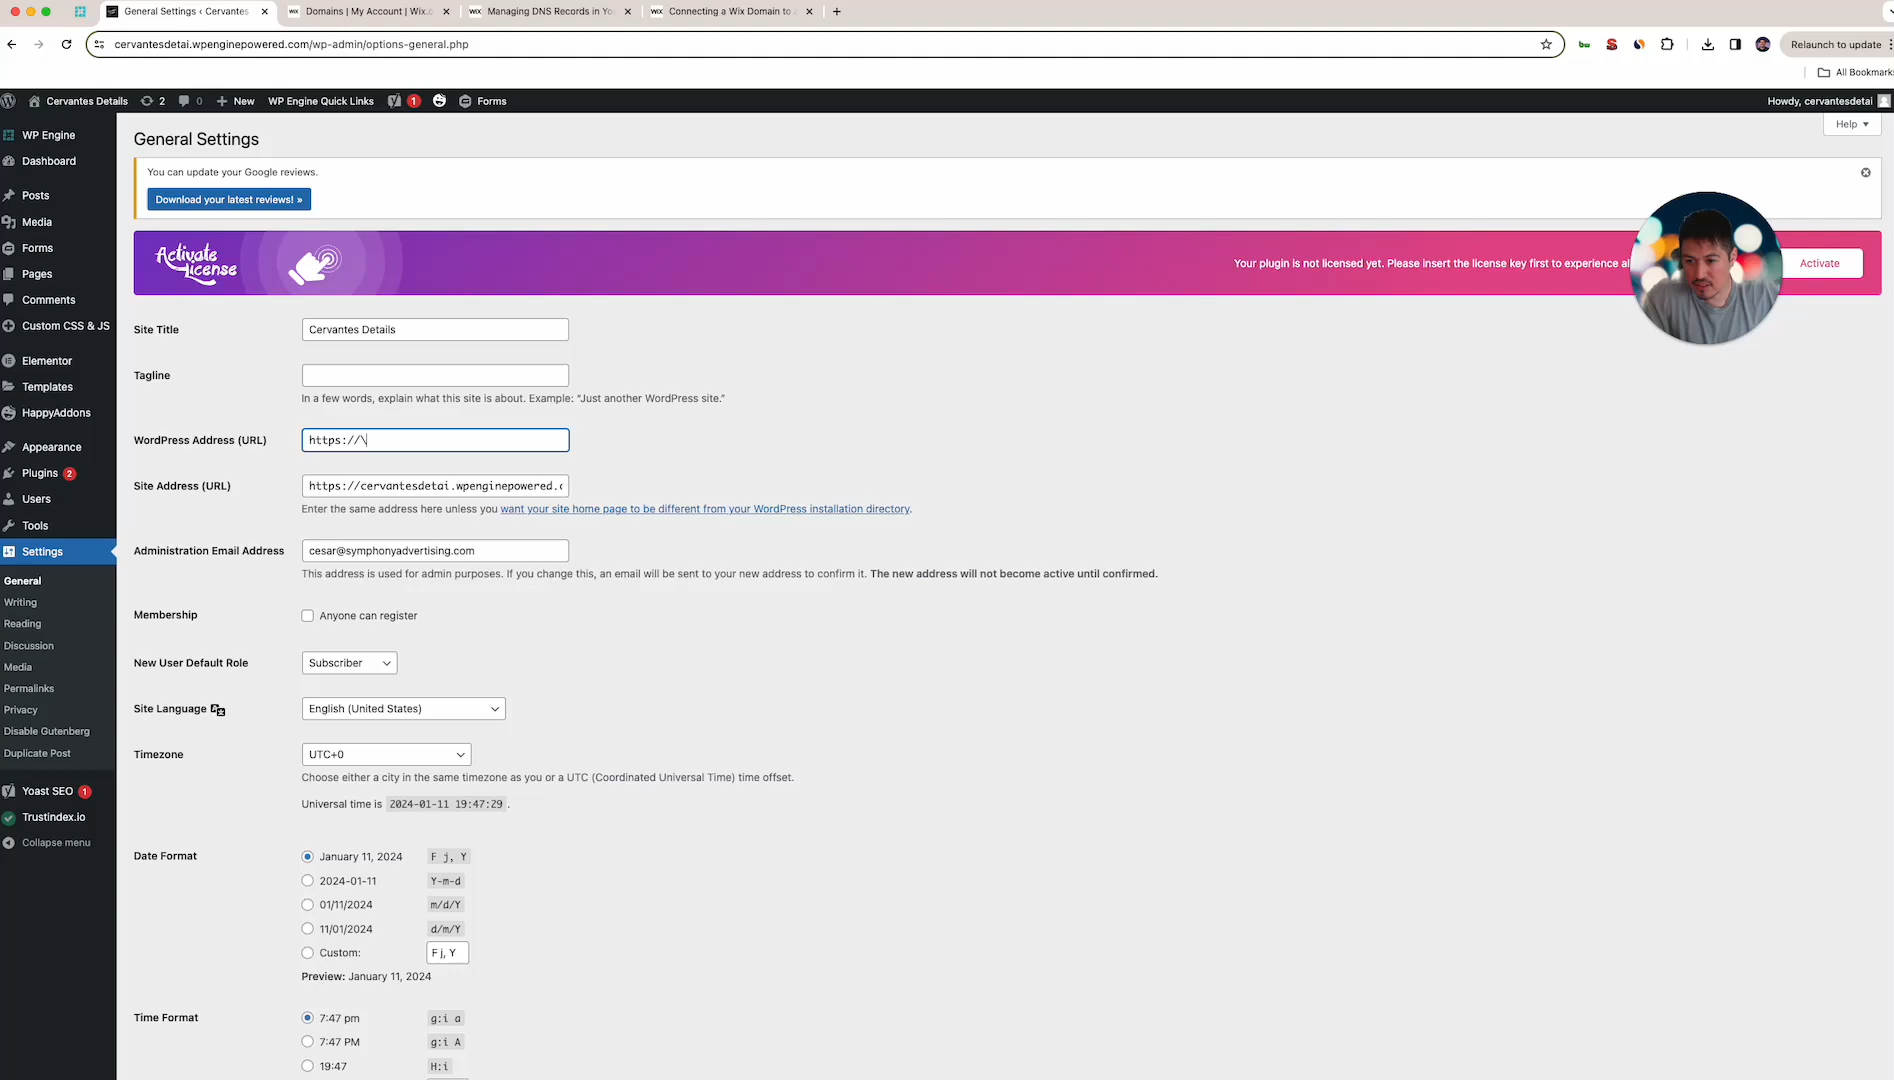 General Settings ‹ Cervantes
WIX Domains | My Account | Wix.c
WIX Managing DNS Records in Yo
WIX Connecting a Wix Domain to a
cervantesdetai.wpenginepowered.com/wp-admin/options-general.php
Relaunch to update
All Bookmarks
Cervantes Details 2 0 New WP Engine Quick Links 1 Forms
Howdy, cervantesdetai
WP Engine
Dashboard
Posts
Media
Forms
Pages
Comments
Custom CSS & JS
Elementor
Templates
HappyAddons
Appearance
Plugins 2
Users
Tools
Settings
General
Writing
Reading
Discussion
Media
Permalinks
Privacy
Disable Gutenberg
Duplicate Post
Yoast SEO 1
Trustindex.io
Collapse menu
Help
General Settings
You can update your Google reviews.
Download your latest reviews! »
Activate
License
Your plugin is not licensed yet. Please insert the license key first to experience al
Activate
Site Title Cervantes Details
Tagline
In a few words, explain what this site is about. Example: “Just another WordPress site.”
WordPress Address (URL) https://\
Site Address (URL) https://cervantesdetai.wpenginepowered.c
Enter the same address here unless you want your site home page to be different from your WordPress installation directory.
Administration Email Address cesar@symphonyadvertising.com
This address is used for admin purposes. If you change this, an email will be sent to your new address to confirm it. The new address will not become active until confirmed.
Membership Anyone can register
New User Default Role Subscriber
Site Language English (United States)
Timezone UTC+0
Choose either a city in the same timezone as you or a UTC (Coordinated Universal Time) time offset.
Universal time is 2024-01-11 19:47:29 .
Date Format January 11, 2024 F j, Y
2024-01-11 Y-m-d
01/11/2024 m/d/Y
11/01/2024 d/m/Y
Custom: F j, Y
Preview: January 11, 2024
Time Format 7:47 pm g:i a
7:47 PM g:i A
19:47 H:i